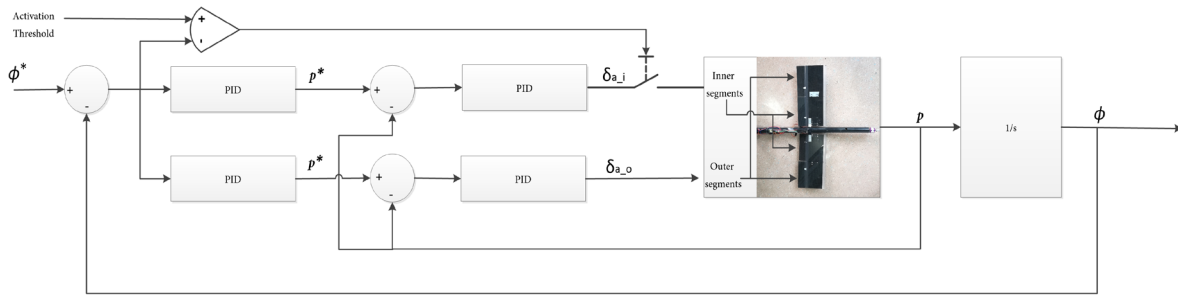 Activation
Threshold
+
-
ϕ*
+
-
PID
p*
+
-
PID
δa_i
Inner
segments
p
1/s
ϕ
PID
p*
+
-
PID
δa_o
Outer
segments